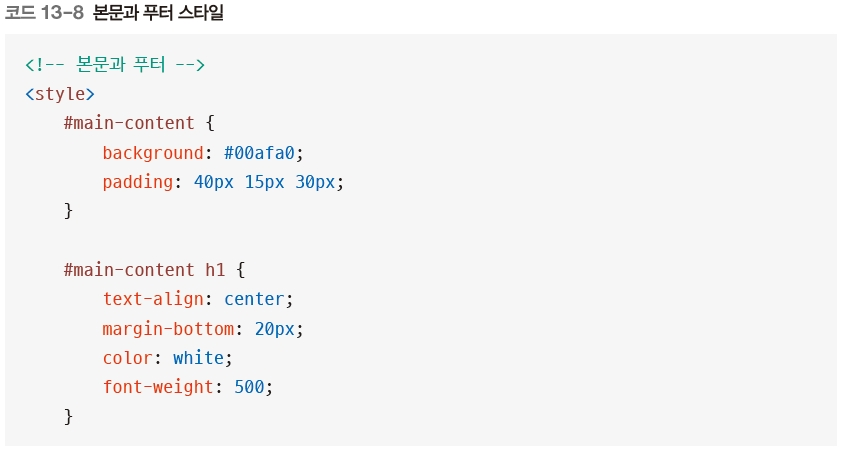 코드 13-8 본문과 푸터 스타일
<!-- 본문과 푸터 -->
<style>
#main-content {
background: #00afa0;
padding: 40px 15px 30px;
}
#main-content h1 {
text-align: center;
margin-bottom: 20px;
color: white;
font-weight: 500;
}